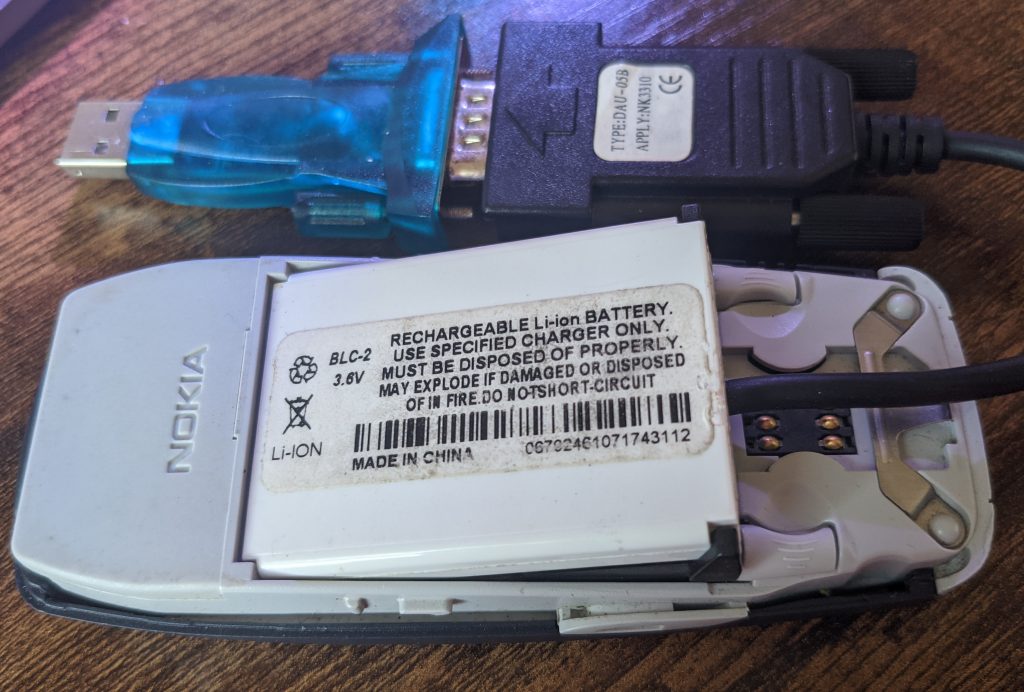 TYPE:DAU-05B
APPLY:NK3310
CE
NOKIA
BLC-2
3.6V
Li-ION
RECHARGEABLE Li-ion BATTERY.
USE SPECIFIED CHARGER ONLY.
MUST BE DISPOSED OF PROPERLY.
MAY EXPLODE IF DAMAGED OR DISPOSED
OF IN FIRE.DO NOTSHORT-CIRCUIT
MADE IN CHINA
06792461071743112